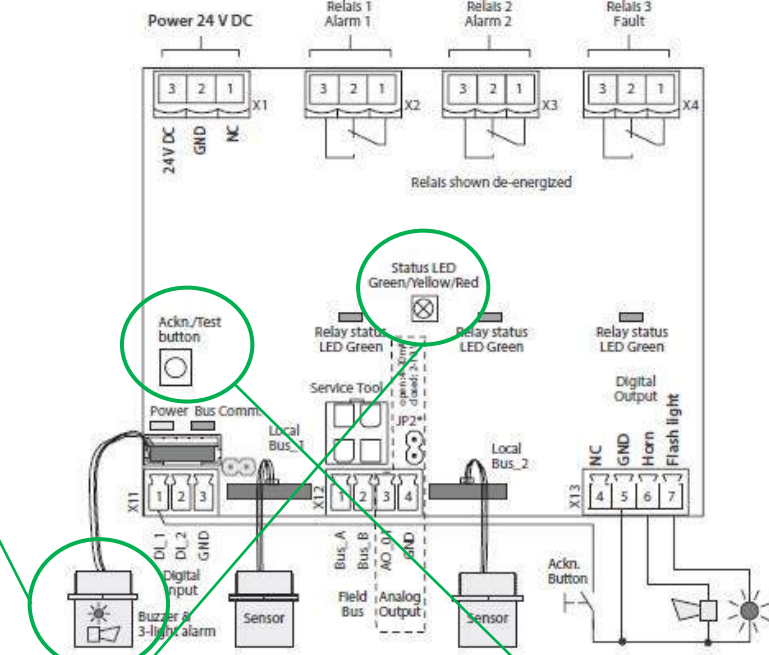 Power 24 V DC
Relais 1
Alarm 1
Relais 2
Alarm 2
Relais 3
Fault
3 2 1
X1
3 2 1
X2
3 2 1
X3
3 2 1
X4
24 V DC
GND
NC
Relais shown de-energized
Status LED
Green/Yellow/Red
Ackn./Test
button
Relay status
LED Green
Relay status
LED Green
Relay status
LED Green
Digital
Output
Service Tool
closed: 2-10V
JP2*
Power Bus Comm.
Local
Bus_1
Local
Bus_2
NC
GND
Horn
Flash light
X11
1 2 3
X12
1 2 3 4
X13
4 5 6 7
DI_1
DI_2
GND
Bus_A
Bus_B
AO_01
GND
Digital
Input
Field
Bus
Analog
Output
Ackn.
Button
Buzzer &
3-light alarm
Sensor
Sensor